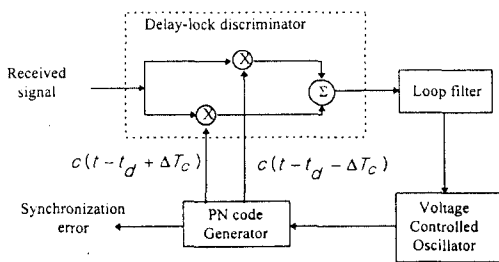 Delay-lock discriminator
X
Received
signal
Σ
Loop filter
X
c(t - t_d + ΔT_c)
c(t - t_d - ΔT_c)
Synchronization
error
PN code
Generator
Voltage
Controlled
Oscillator